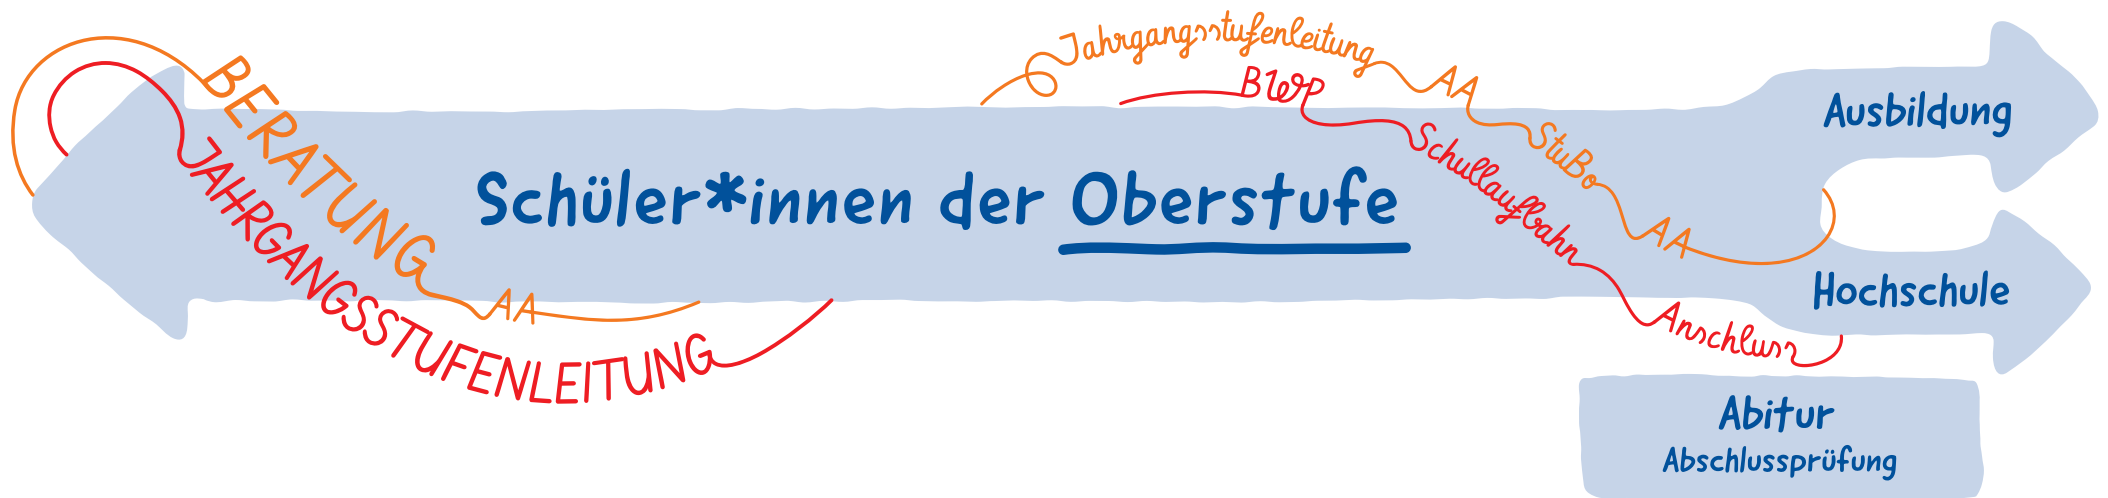 BERATUNG AA
JAHRGANGSSTUFENLEITUNG
Schüler*innen der Oberstufe
Jahrgangsstufenleitung AA StuBo AA
BWP Schullaufbahn Anschluss
Ausbildung
Hochschule
Abitur
Abschlussprüfung